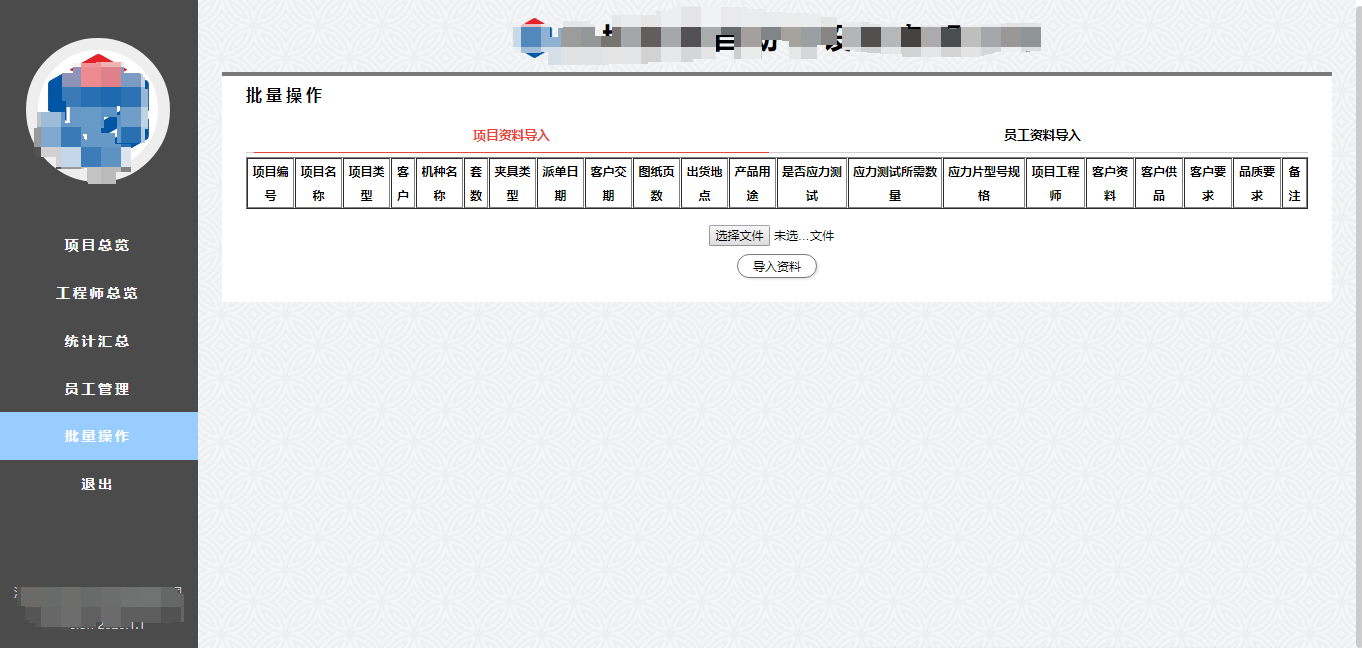 批量操作
项目资料导入
员工资料导入
项目编号
项目名称
项目类型
客户
机种名称
套数
夹具类型
派单日期
客户交期
图纸页数
出货地点
产品用途
是否应力测试
应力测试所需数量
应力片型号规格
项目工程师
客户资料
客户供品
客户要求
品质要求
备注
选择文件 未选...文件
导入资料
项目总览
工程师总览
统计汇总
员工管理
批量操作
退出